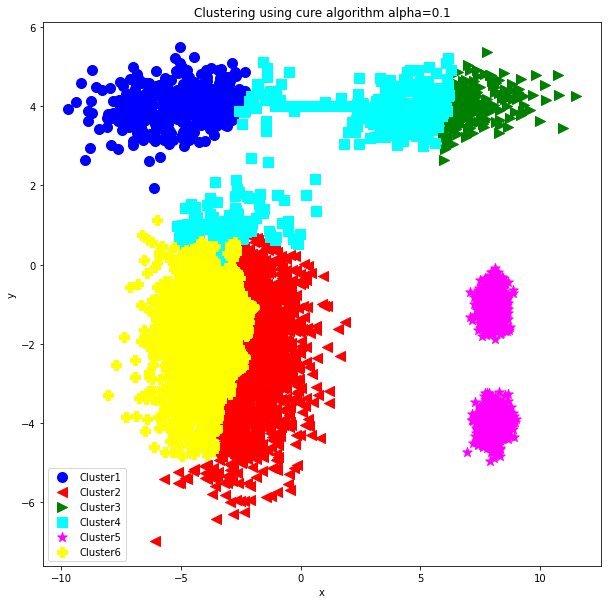 Clustering using cure algorithm alpha=0.1
6
4
2
0
−2
−4
−6
y
Cluster1
Cluster2
Cluster3
Cluster4
Cluster5
Cluster6
−10
−5
0
5
10
x